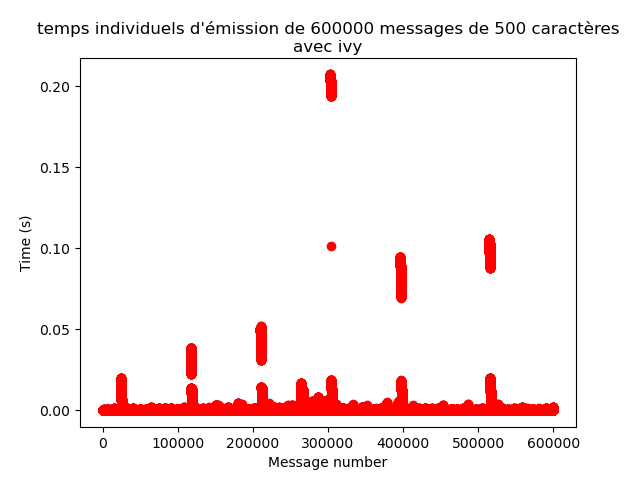 temps individuels d'émission de 600000 messages de 500 caractères
avec ivy
0.20
0.15
0.10
0.05
0.00
Time (s)
0 100000 200000 300000 400000 500000 600000
Message number